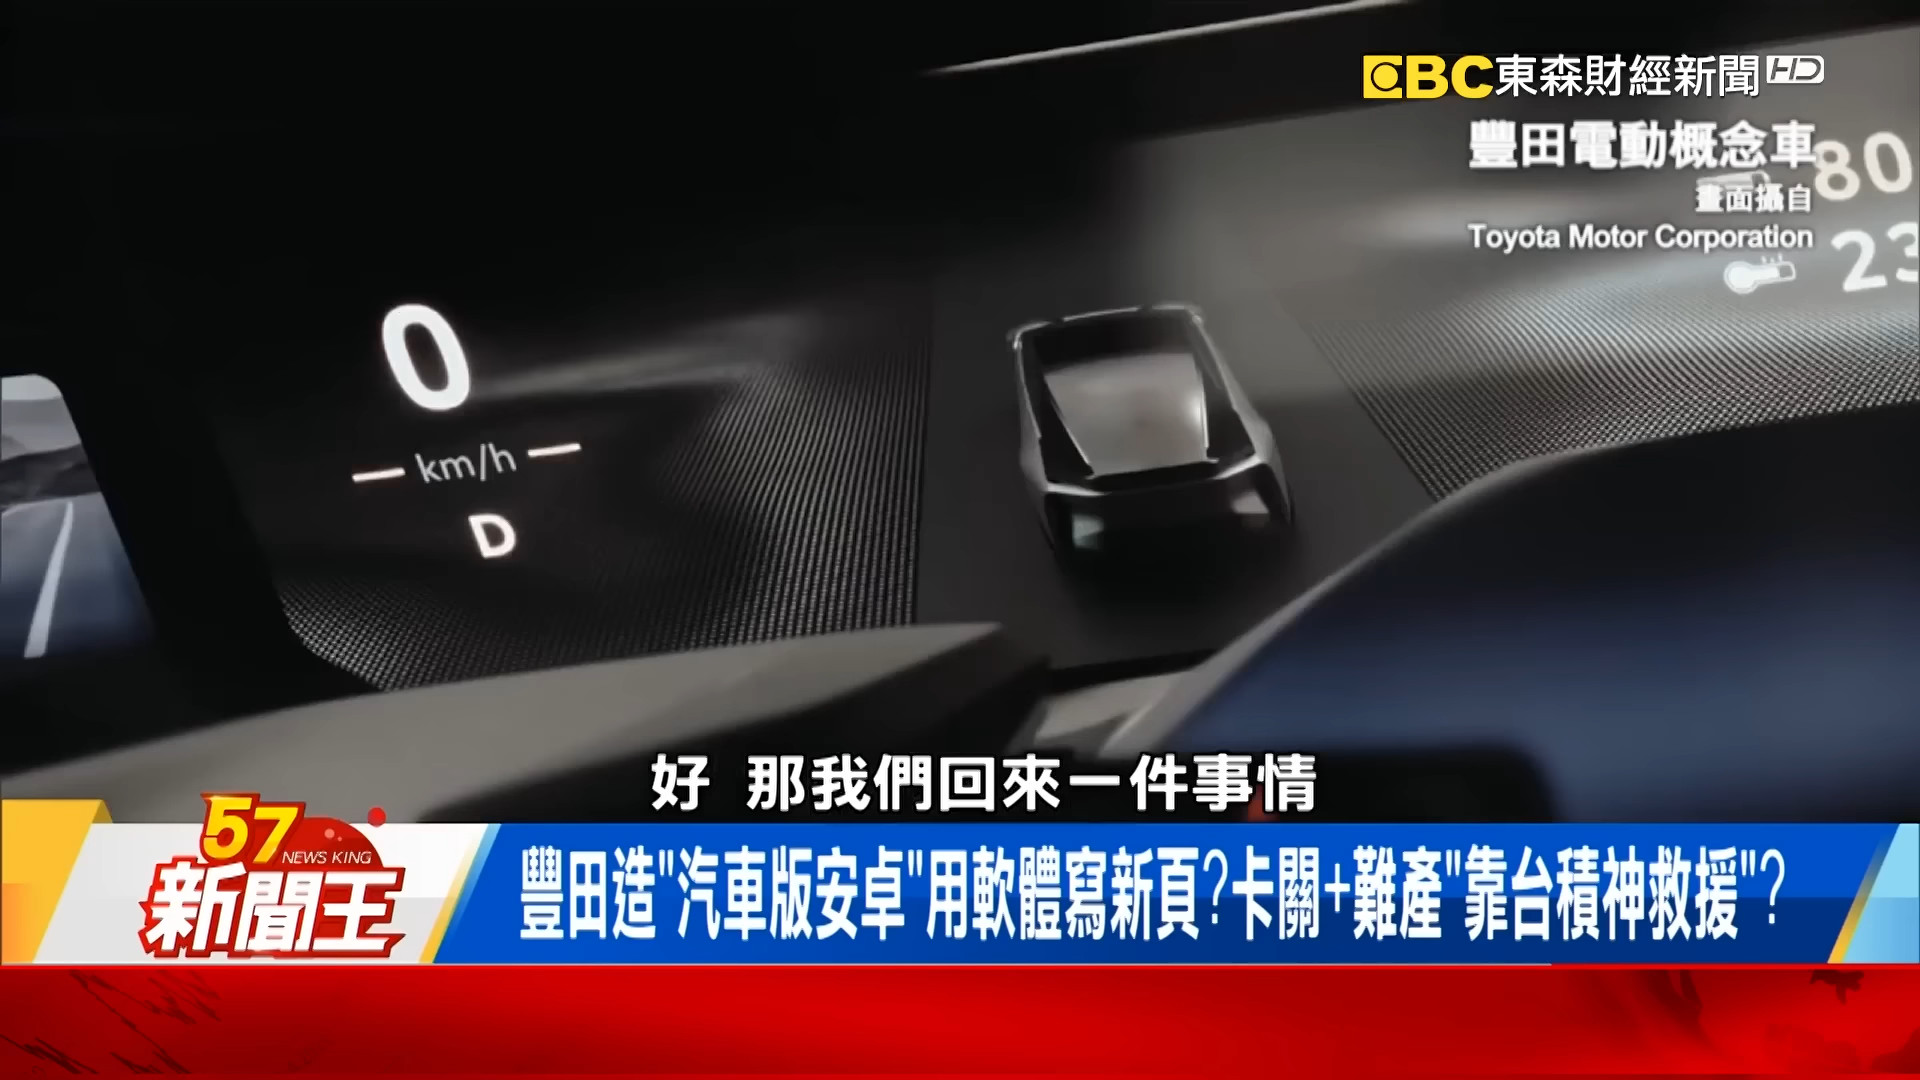 EBC東森財經新聞HD
豐田電動概念車
畫面攝自
Toyota Motor Corporation
80
23
0
km/h
D
好 那我們回來一件事情
57
NEWS KING
新聞王
豐田造"汽車版安卓"用軟體寫新頁?卡關+難產"靠台積神救援"?